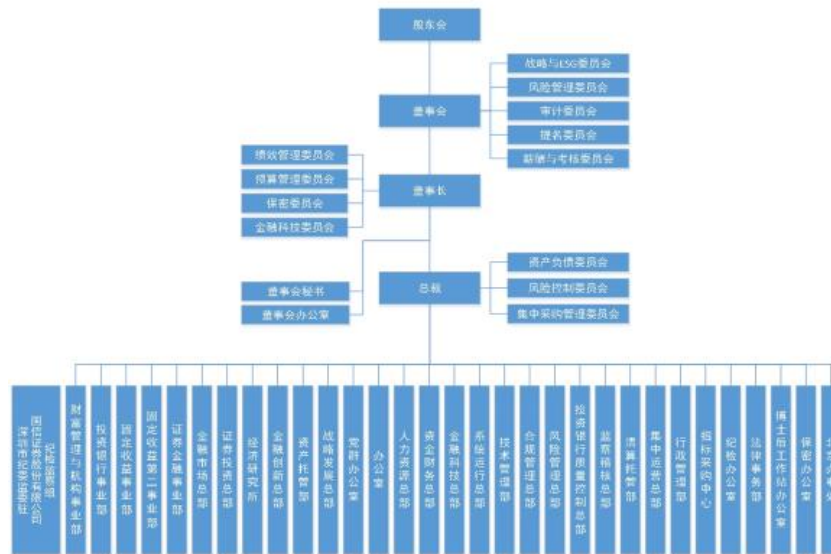 股东会
战略与ESG委员会
风险管理委员会
董事会
审计委员会
提名委员会
薪酬与考核委员会
绩效管理委员会
预算管理委员会
董事长
保密委员会
金融科技委员会
资产负债委员会
总裁
董事会秘书
风险控制委员会
董事会办公室
集中采购管理委员会
深圳市纪委监委驻
国信证券股份有限公司
纪检监察组
财富管理与机构事业部
投资银行事业部
固定收益事业部
固定收益第二事业部
证券金融事业部
金融市场总部
证券投资总部
经济研究所
金融创新总部
资产托管部
战略发展总部
党群办公室
办公室
人力资源总部
资金财务总部
金融科技总部
系统运行总部
技术管理部
合规管理总部
风险管理总部
投资银行质量控制总部
监察稽核总部
清算托管部
集中运营总部
行政管理部
招标采购中心
纪检办公室
法律事务部
博士后工作站办公室
保密办公室